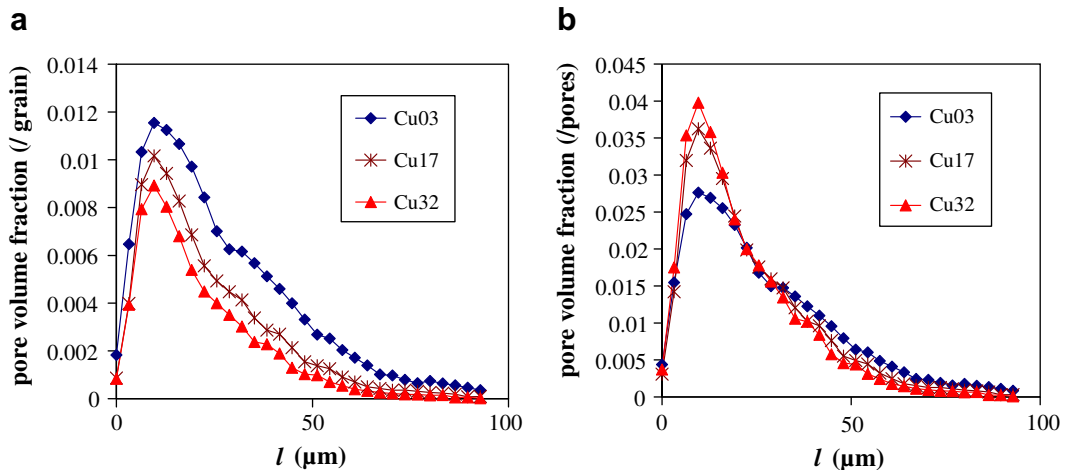 a
pore volume fraction (/ grain)
0.014
0.012
0.01
0.008
0.006
0.004
0.002
0
0
50
100
l (µm)
Cu03
Cu17
Cu32
b
pore volume fraction (/pores)
0.045
0.04
0.035
0.03
0.025
0.02
0.015
0.01
0.005
0
0
50
100
l (µm)
Cu03
Cu17
Cu32